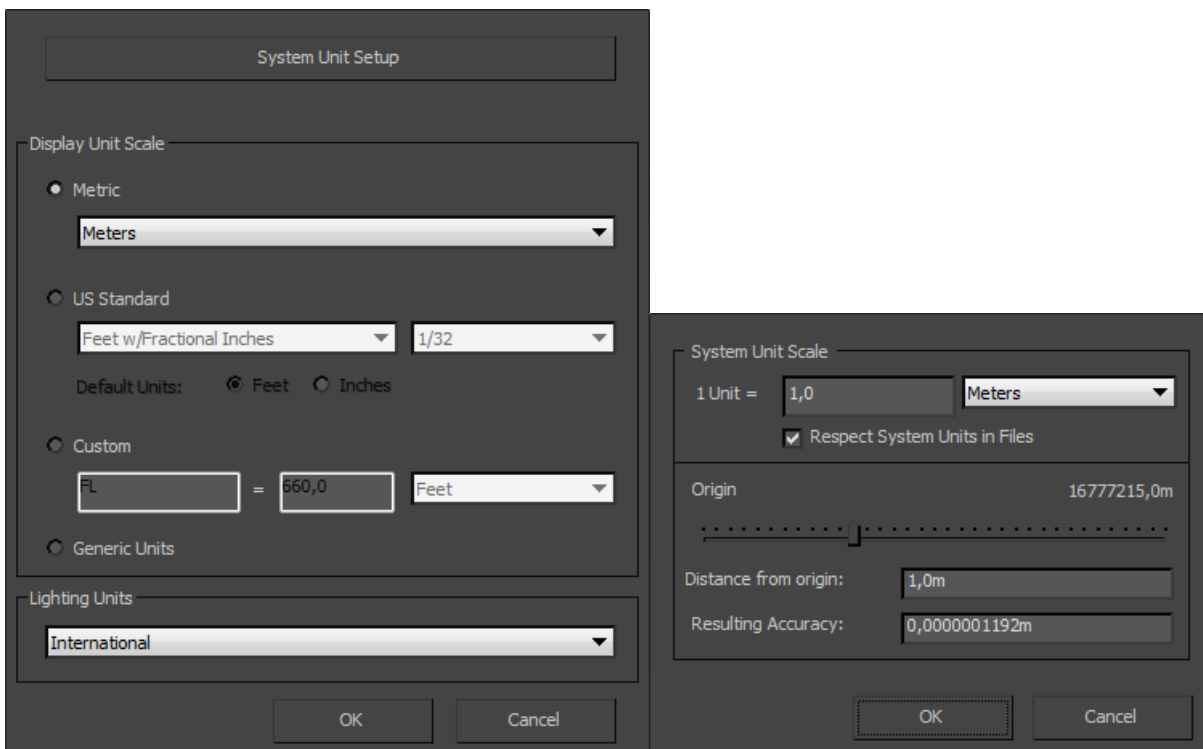 System Unit Setup
Display Unit Scale
Metric
Meters
US Standard
Feet w/Fractional Inches 1/32
Default Units: Feet Inches
Custom
FL = 660,0 Feet
Generic Units
Lighting Units
International
OK Cancel
System Unit Scale
1 Unit = 1,0 Meters
Respect System Units in Files
Origin 16777215,0m
Distance from origin: 1,0m
Resulting Accuracy: 0,0000001192m
OK Cancel